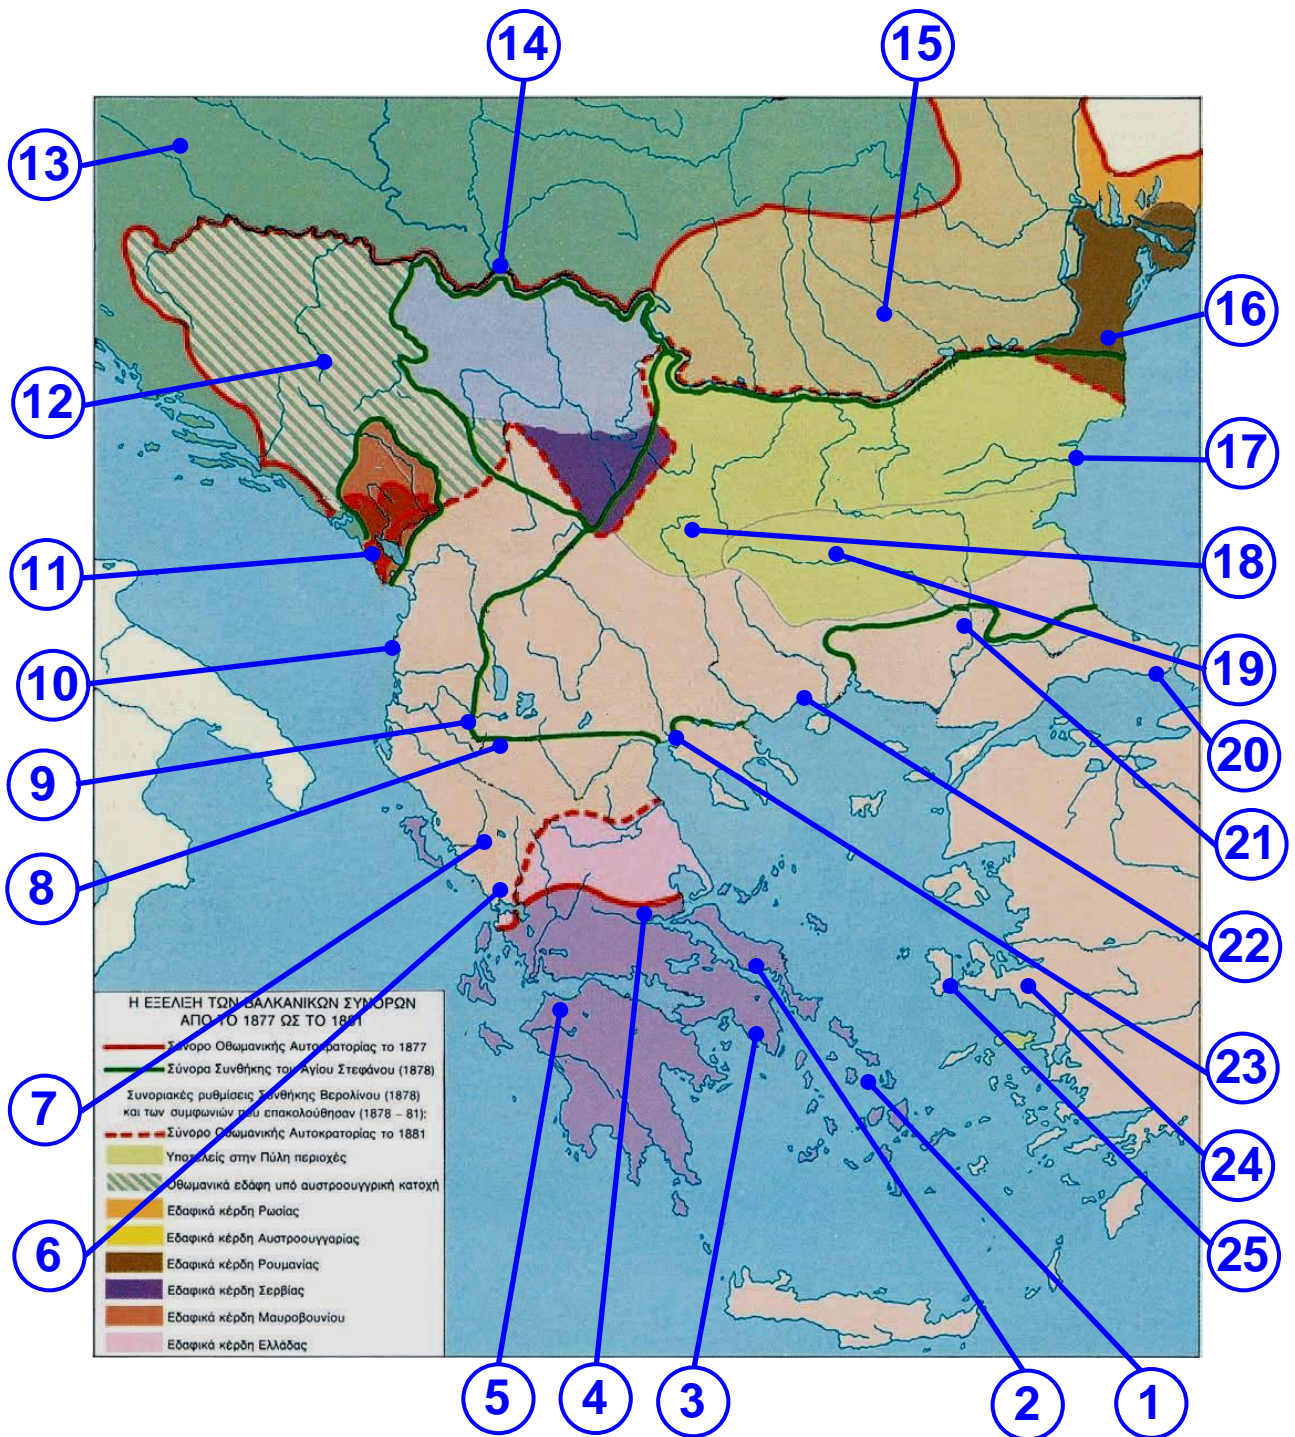 14
15
13
16
12
17
11
18
10
19
9
20
8
21
7
22
Η ΕΞΕΛΙΞΗ ΤΩΝ ΒΑΛΚΑΝΙΚΩΝ ΣΥΝΟΡΩΝ
ΑΠΟ ΤΟ 1877 ΩΣ ΤΟ 1881
Σύνορο Οθωμανικής Αυτοκρατορίας το 1877
Σύνορα Συνθήκης του Αγίου Στεφάνου (1878)
Συνοριακές ρυθμίσεις Συνθήκης Βερολίνου (1878)
και των συμφωνιών που επακολούθησαν (1878 – 81):
Σύνορο Οθωμανικής Αυτοκρατορίας το 1881
Υποτελείς στην Πύλη περιοχές
Οθωμανικά εδάφη υπό αυστροουγγρική κατοχή
Εδαφικά κέρδη Ρωσίας
Εδαφικά κέρδη Αυστροουγγαρίας
Εδαφικά κέρδη Ρουμανίας
Εδαφικά κέρδη Σερβίας
Εδαφικά κέρδη Μαυροβουνίου
Εδαφικά κέρδη Ελλάδας
23
24
6
25
5
4
3
2
1